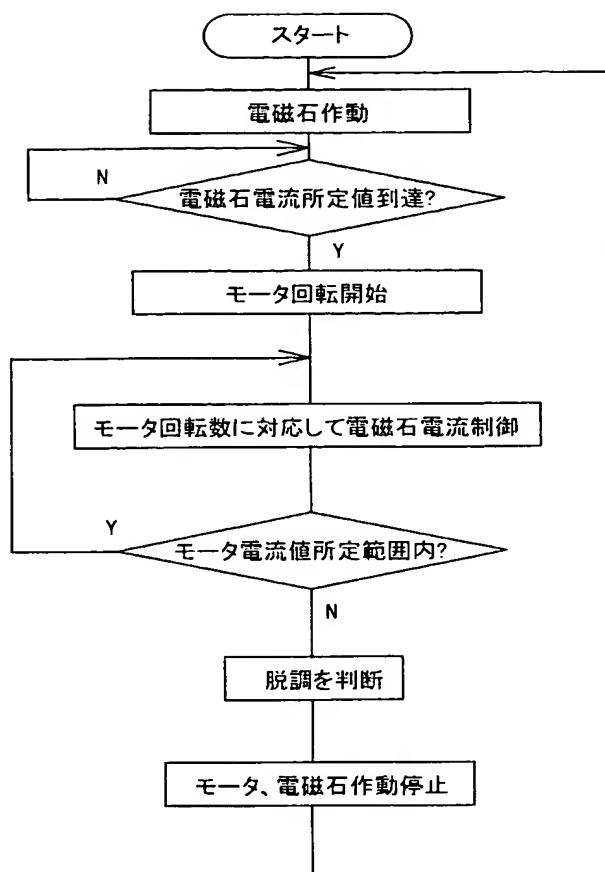 スタート
電磁石作動
N
電磁石電流所定値到達?
Y
モータ回転開始
モータ回転数に対応して電磁石電流制御
Y
モータ電流値所定範囲内?
N
脱調を判断
モータ、電磁石作動停止